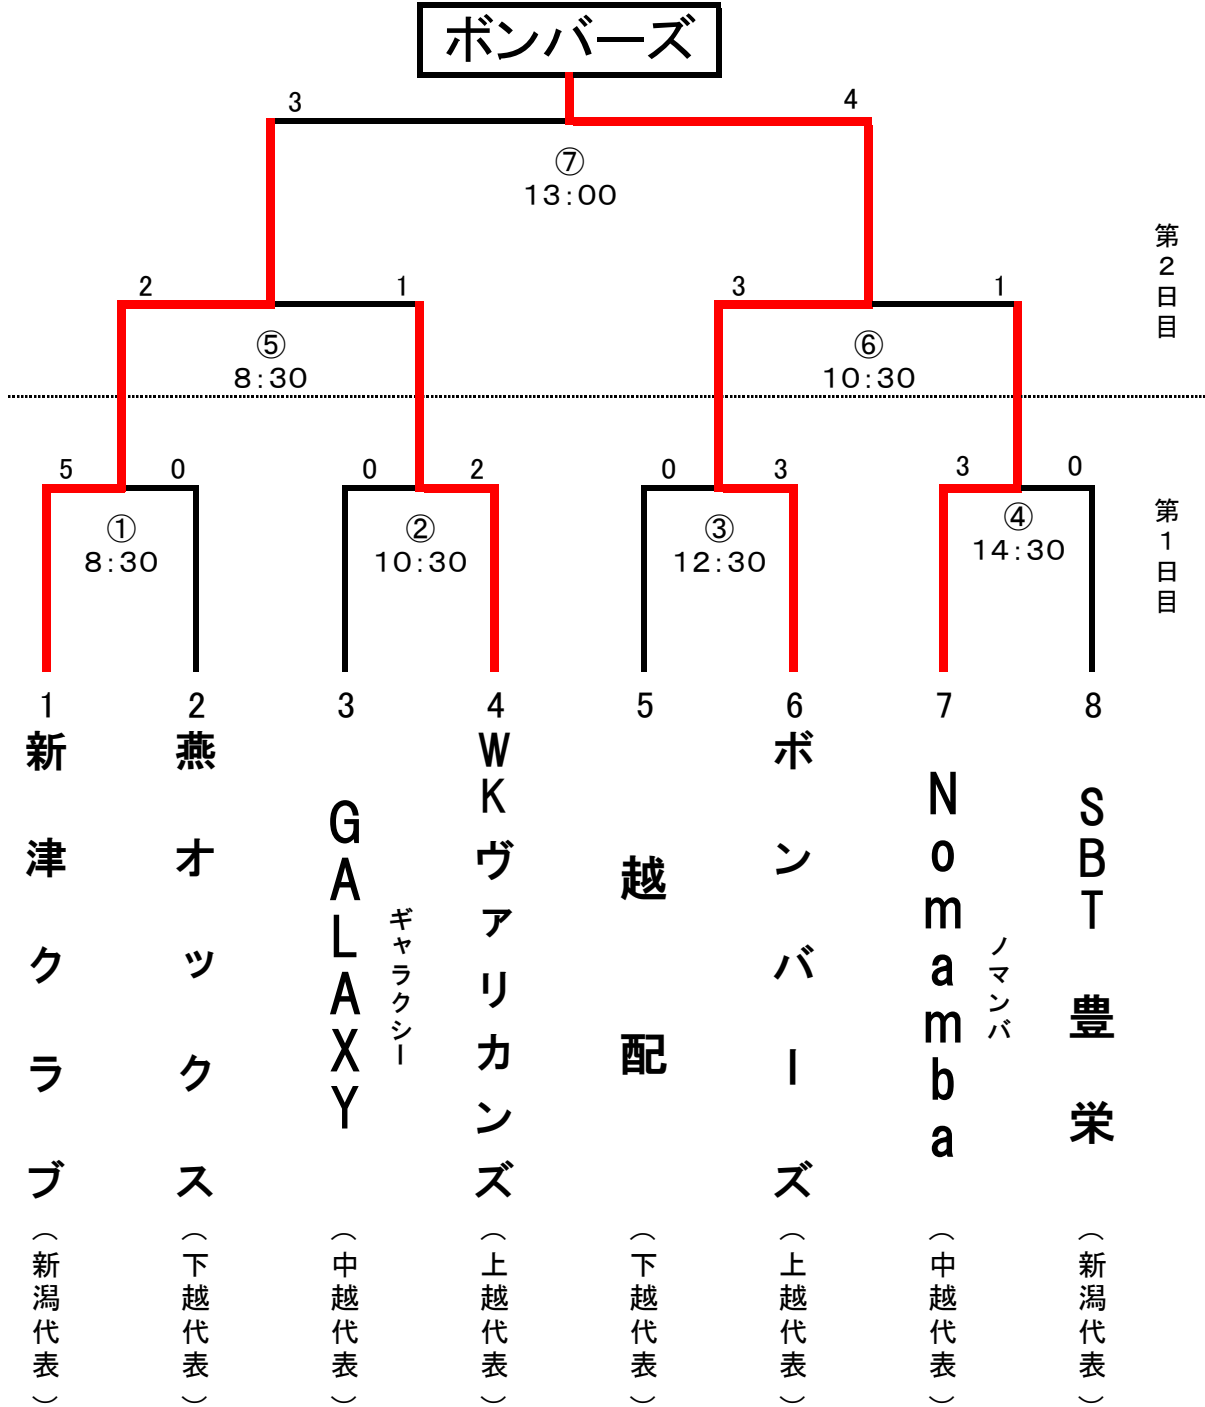 ボンバーズ
3
4
⑦
13:00
第2日目
2
1
3
1
⑤
8:30
⑥
10:30
第1日目
5
0
0
2
0
3
3
0
①
8:30
②
10:30
③
12:30
④
14:30
1
2
3
4
5
6
7
8
新津クラブ
燕オックス
GALAXY
ギャラクシー
WKヴァリカンズ
越配
ボンバーズ
Nomamba
ノマンバ
SBT豊栄
(新潟代表)
(下越代表)
(中越代表)
(上越代表)
(下越代表)
(上越代表)
(中越代表)
(新潟代表)